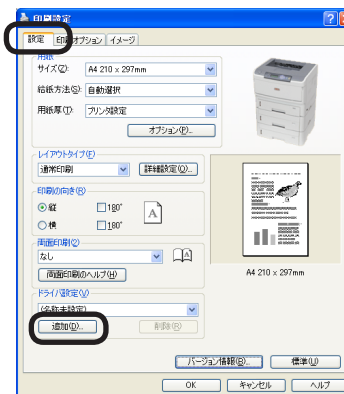 印刷設定
設定 印刷オプション イメージ
用紙
サイズ(Z): A4 210 x 297mm
給紙方法(S): 自動選択
用紙厚(T): プリンタ設定
オプション(P)...
レイアウトタイプ(F)
通常印刷 詳細設定(O)...
印刷の向き(R)
縦 180°
横 180°
A
両面印刷(2)
なし
両面印刷のヘルプ(H)
A4 210 x 297mm
ドライバ設定(V)
(名称未設定)
追加(D)... 削除(R)
バージョン情報(B)... 標準(U)
OK キャンセル ヘルプ